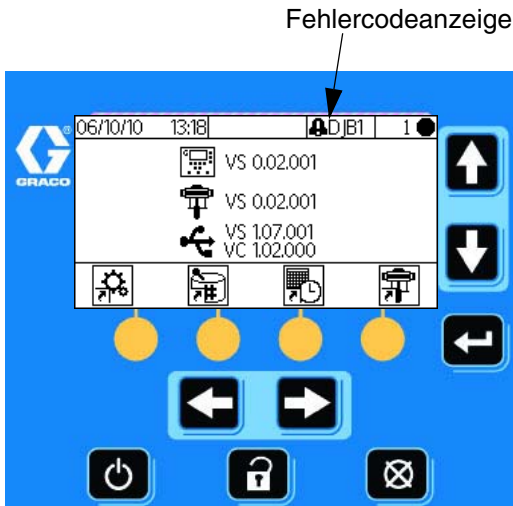 Fehlercodeanzeige
06/10/10 13:18 DJB1 1
VS 0.02.001
VS 0.02.001
VS 1.07.001
VC 1.02.000
#
GRACO